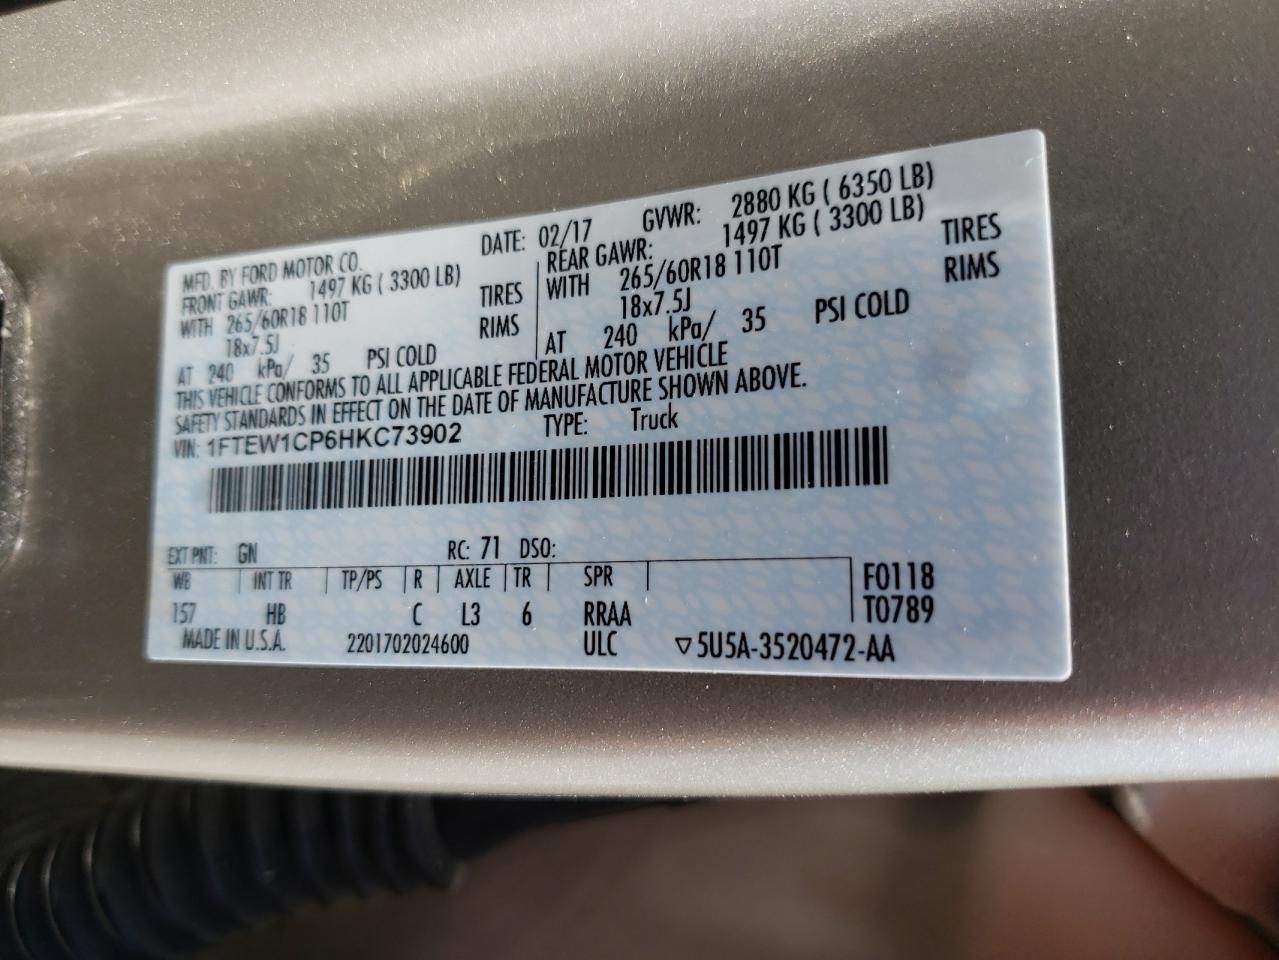 MFD. BY FORD MOTOR CO.
DATE: 02/17
GVWR: 2880 KG ( 6350 LB)
FRONT GAWR: 1497 KG ( 3300 LB)
WITH 265/60R18 110T TIRES
18x7.5J RIMS
AT 240 kPa/ 35 PSI COLD
REAR GAWR: 1497 KG ( 3300 LB)
WITH 265/60R18 110T TIRES
18x7.5J RIMS
AT 240 kPa/ 35 PSI COLD
THIS VEHICLE CONFORMS TO ALL APPLICABLE FEDERAL MOTOR VEHICLE
SAFETY STANDARDS IN EFFECT ON THE DATE OF MANUFACTURE SHOWN ABOVE.
VIN: 1FTEW1CP6HKC73902 TYPE: Truck
EXT PNT: GN RC: 71 DSO:
WB INT TR TP/PS R AXLE TR SPR F0118
157 HB C L3 6 RRAA T0789
MADE IN U.S.A. 2201702024600 ULC ▽5U5A-3520472-AA